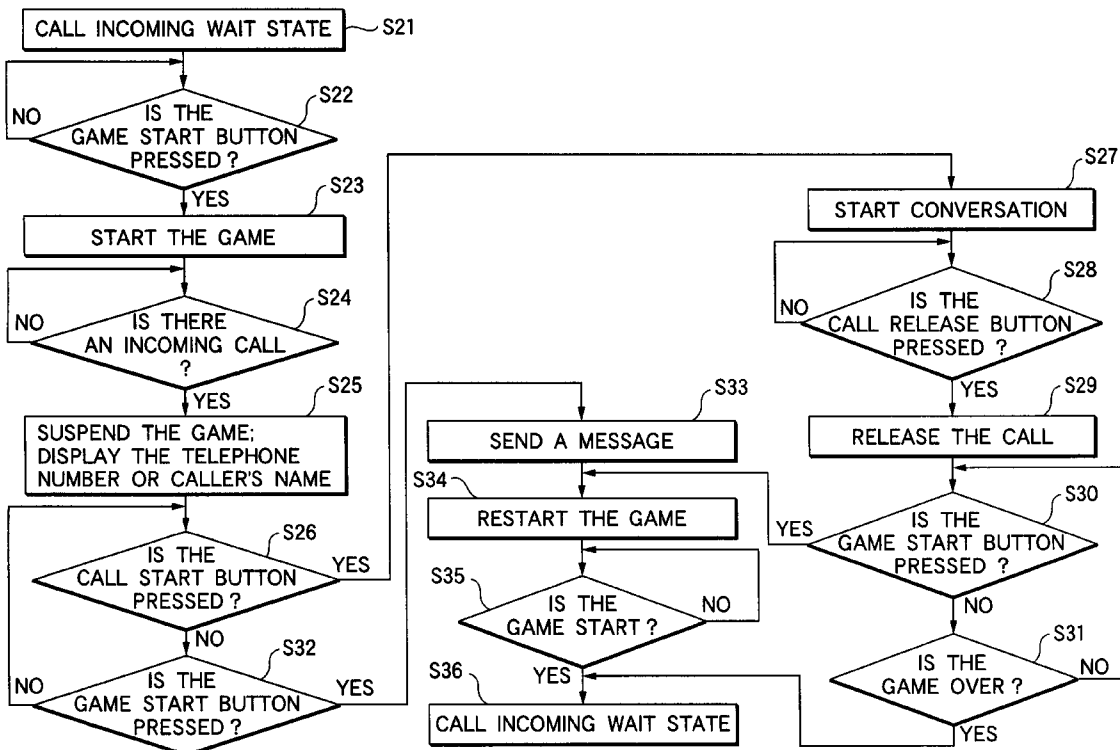 CALL INCOMING WAIT STATE
S21
IS THE
GAME START BUTTON
PRESSED ?
S22
NO
YES
START THE GAME
S23
IS THERE
AN INCOMING CALL
?
S24
NO
YES
SUSPEND THE GAME;
DISPLAY THE TELEPHONE
NUMBER OR CALLER'S NAME
S25
IS THE
CALL START BUTTON
PRESSED ?
S26
YES
NO
IS THE
GAME START BUTTON
PRESSED ?
S32
NO
YES
SEND A MESSAGE
S33
RESTART THE GAME
S34
IS THE
GAME START ?
S35
NO
YES
CALL INCOMING WAIT STATE
S36
START CONVERSATION
S27
IS THE
CALL RELEASE BUTTON
PRESSED ?
S28
NO
YES
RELEASE THE CALL
S29
IS THE
GAME START BUTTON
PRESSED ?
S30
YES
NO
IS THE
GAME OVER ?
S31
NO
YES